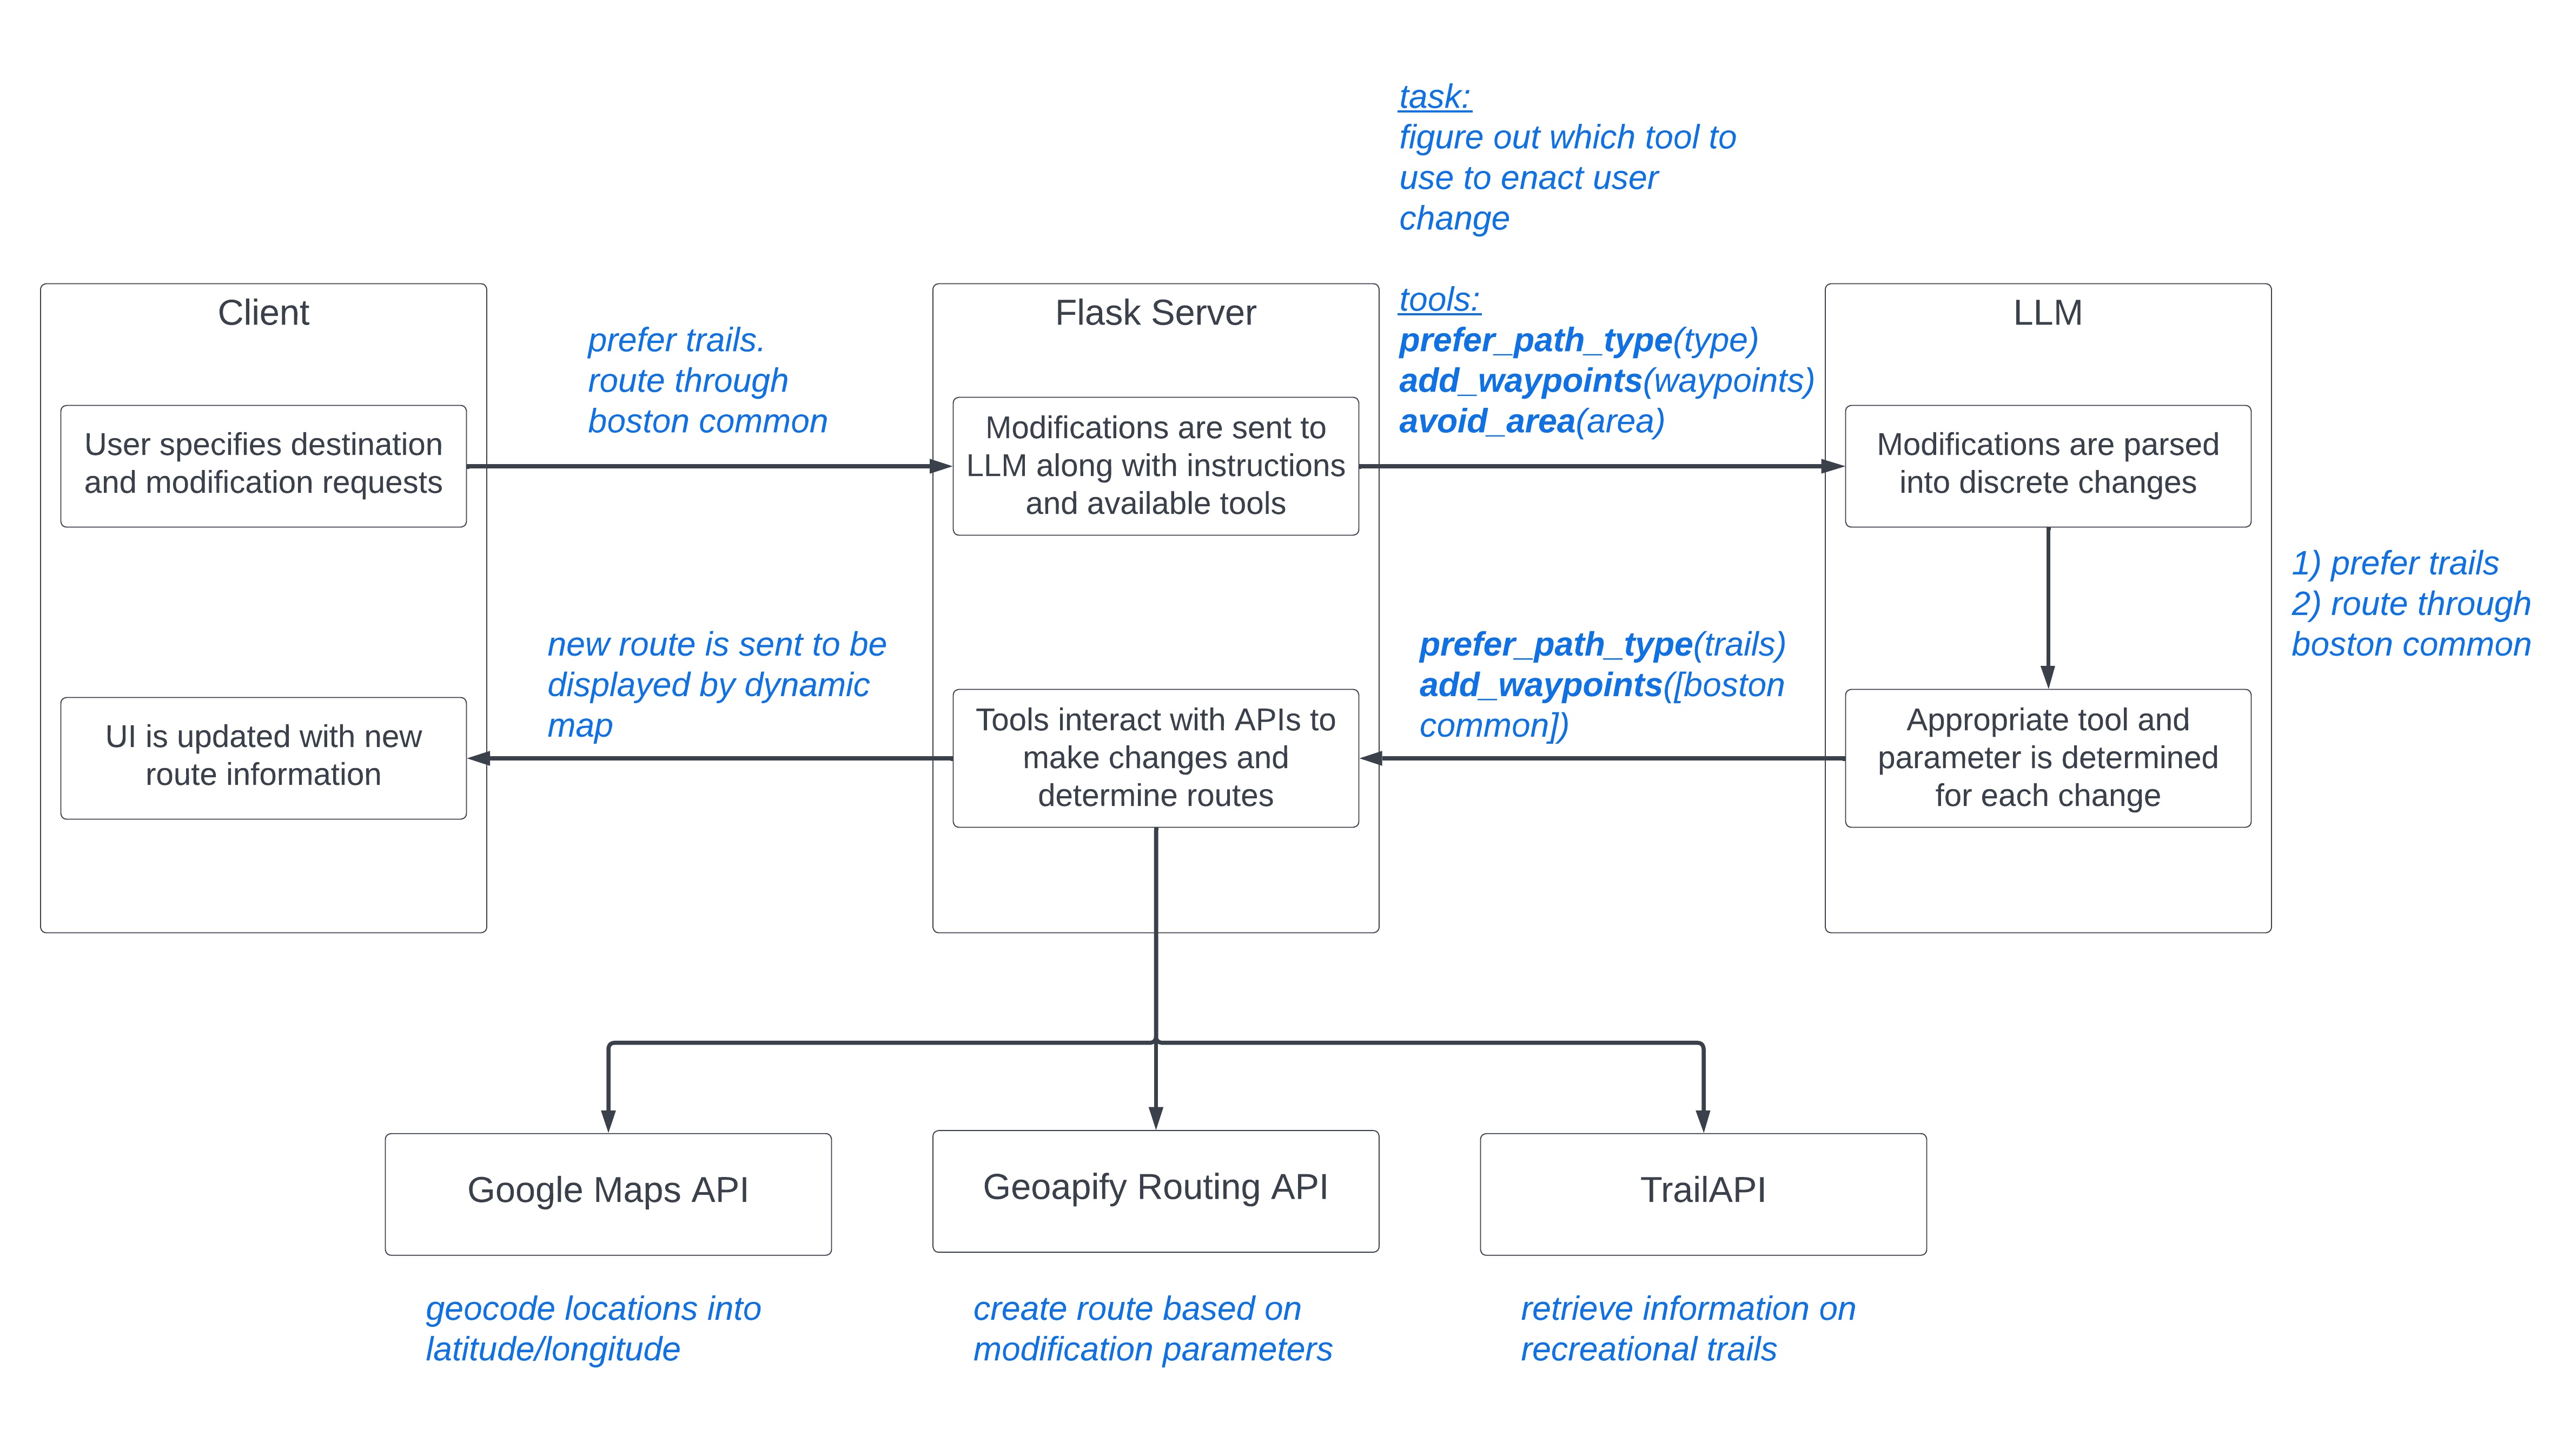 task:
figure out which tool to
use to enact user
change
Client
User specifies destination
and modification requests
UI is updated with new
route information
prefer trails.
route through
boston common
new route is sent to be
displayed by dynamic
map
Flask Server
Modifications are sent to
LLM along with instructions
and available tools
Tools interact with APIs to
make changes and
determine routes
tools:
prefer_path_type(type)
add_waypoints(waypoints)
avoid_area(area)
prefer_path_type(trails)
add_waypoints([boston
common])
LLM
Modifications are parsed
into discrete changes
Appropriate tool and
parameter is determined
for each change
1) prefer trails
2) route through
boston common
Google Maps API
geocode locations into
latitude/longitude
Geoapify Routing API
create route based on
modification parameters
TrailAPI
retrieve information on
recreational trails